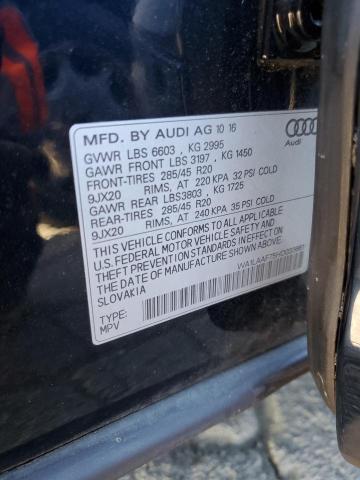 MFD. BY AUDI AG 10 16
GVWR LBS 6603 , KG 2995
GAWR FRONT LBS 3197 , KG 1450
FRONT-TIRES 285/45 R20
9JX20 RIMS, AT 220 KPA 32 PSI COLD
GAWR REAR LBS3803 , KG 1725
REAR-TIRES 285/45 R20
9JX20 RIMS, AT 240 KPA 35 PSI COLD
THIS VEHICLE CONFORMS TO ALL APPLICABLE
U.S. FEDERAL MOTOR VEHICLE SAFETY AND
THEFT PREVENTION STANDARDS IN EFFECT ON
THE DATE OF MANUFACTURE SHOWN ABOVE
SLOVAKIA
TYPE:
MPV
Audi